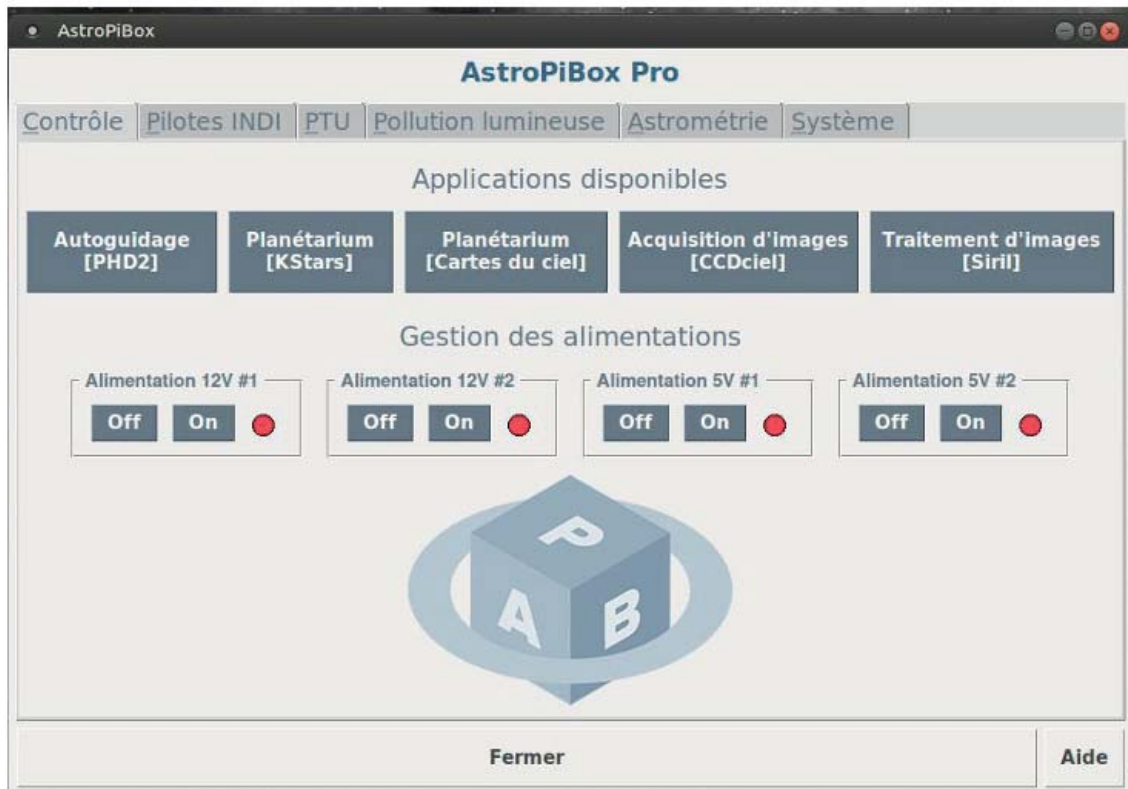 AstroPiBox
AstroPiBox Pro
Contrôle Pilotes INDI PTU Pollution lumineuse Astrométrie Système
Applications disponibles
Autoguidage
[PHD2]
Planétarium
[KStars]
Planétarium
[Cartes du ciel]
Acquisition d'images
[CCDciel]
Traitement d'images
[Siril]
Gestion des alimentations
Alimentation 12V #1
Off On
Alimentation 12V #2
Off On
Alimentation 5V #1
Off On
Alimentation 5V #2
Off On
P
A B
Fermer Aide